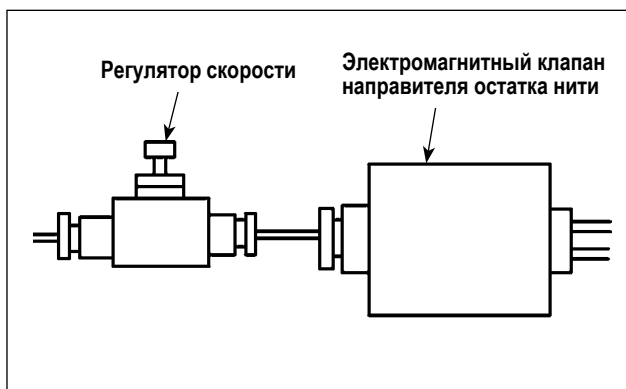 Регулятор скорости
Электромагнитный клапан
направителя остатка нити